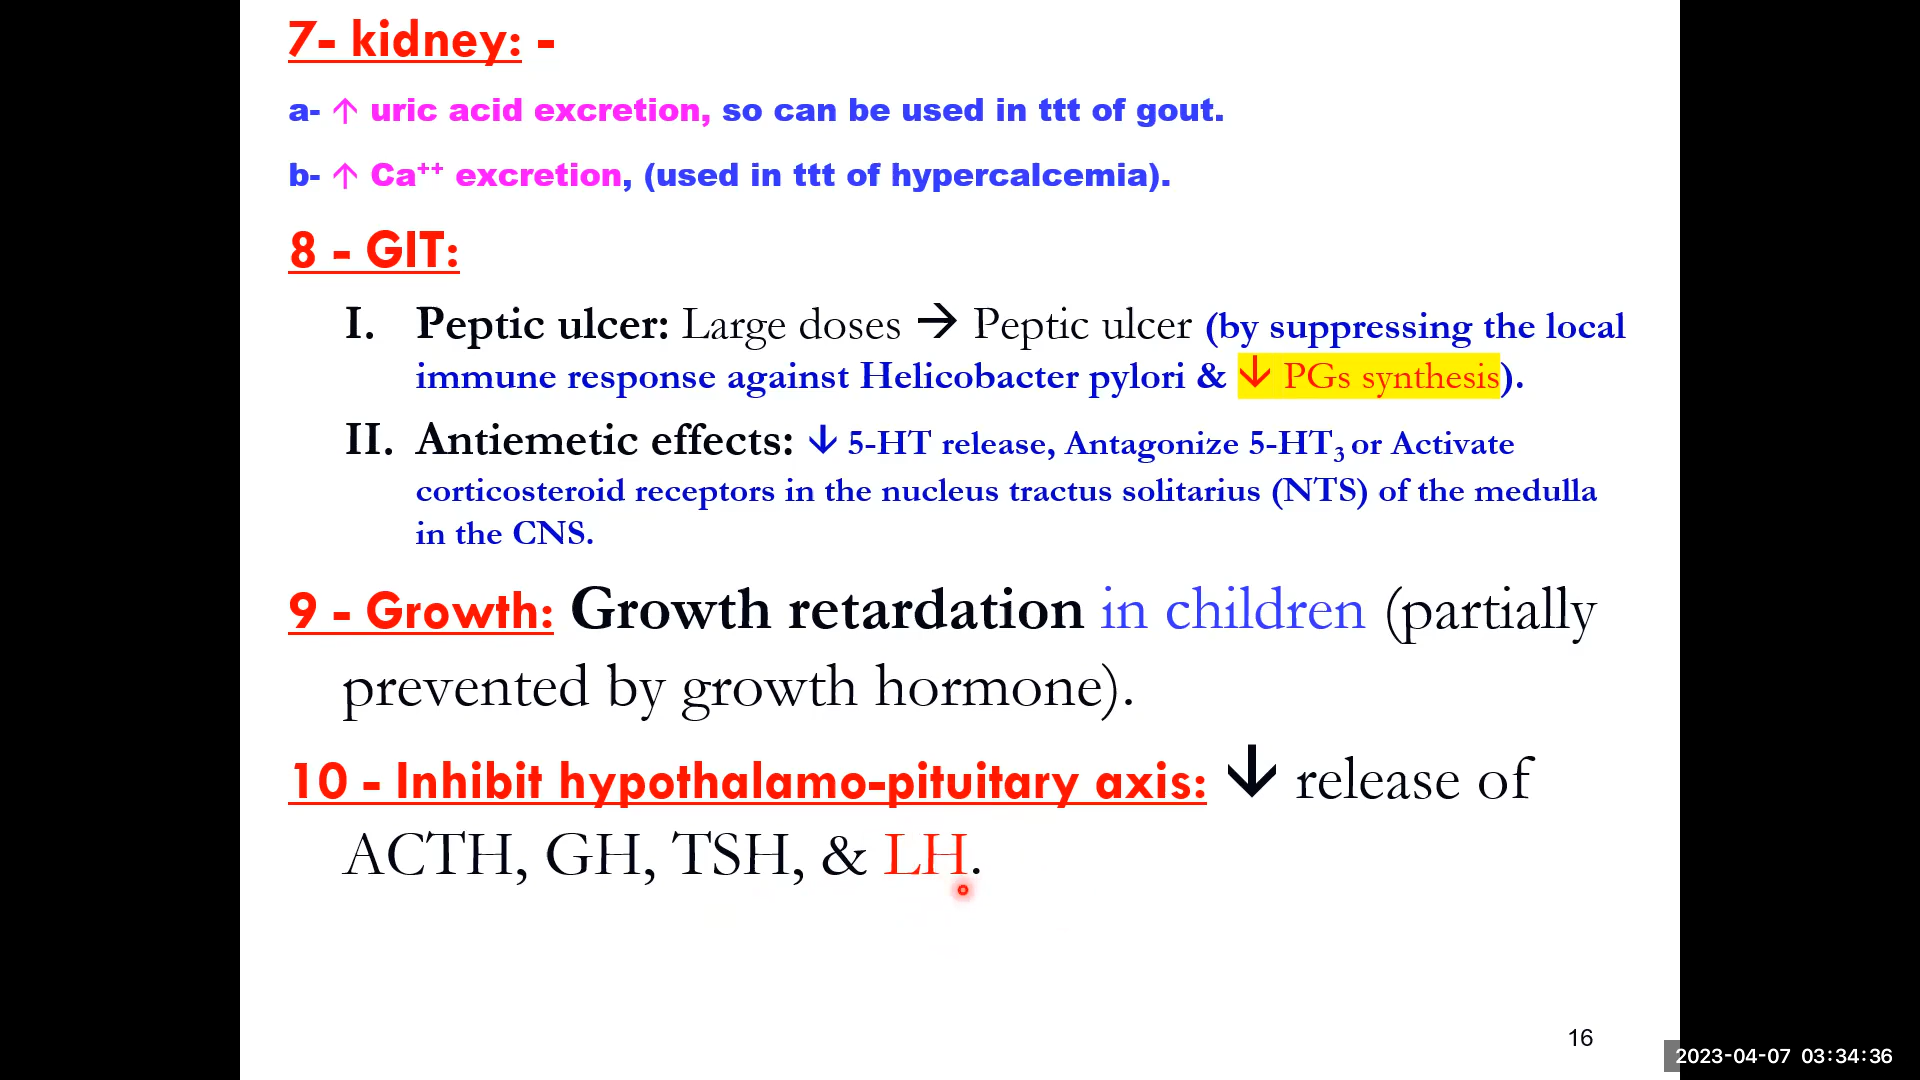 7- kidney: -
a- ↑ uric acid excretion, so can be used in ttt of gout.
b- ↑ Ca⁺⁺ excretion, (used in ttt of hypercalcemia).
8 - GIT:
I. Peptic ulcer: Large doses → Peptic ulcer (by suppressing the local
immune response against Helicobacter pylori & ↓ PGs synthesis).
II. Antiemetic effects: ↓ 5-HT release, Antagonize 5-HT₃ or Activate
corticosteroid receptors in the nucleus tractus solitarius (NTS) of the medulla
in the CNS.
9 - Growth: Growth retardation in children (partially
prevented by growth hormone).
10 - Inhibit hypothalamo-pituitary axis: ↓ release of
ACTH, GH, TSH, & LH.
16
2023-04-07 03:34:36